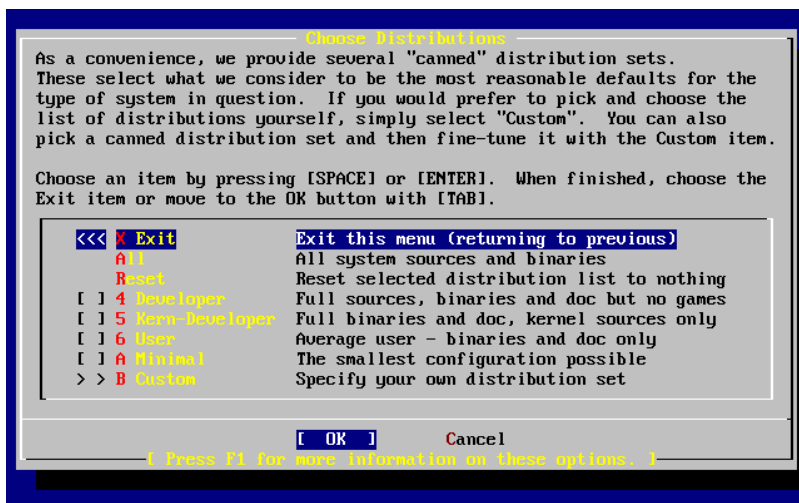 Choose Distributions
As a convenience, we provide several "canned" distribution sets.
These select what we consider to be the most reasonable defaults for the
type of system in question.  If you would prefer to pick and choose the
list of distributions yourself, simply select "Custom".  You can also
pick a canned distribution set and then fine-tune it with the Custom item.
Choose an item by pressing [SPACE] or [ENTER].  When finished, choose the
Exit item or move to the OK button with [TAB].
<<< X Exit Exit this menu (returning to previous)
All All system sources and binaries
Reset Reset selected distribution list to nothing
[ ] 4 Developer Full sources, binaries and doc but no games
[ ] 5 Kern-Developer Full binaries and doc, kernel sources only
[ ] 6 User Average user - binaries and doc only
[ ] A Minimal The smallest configuration possible
> > B Custom Specify your own distribution set
[ OK ] Cancel
[ Press F1 for more information on these options. ]